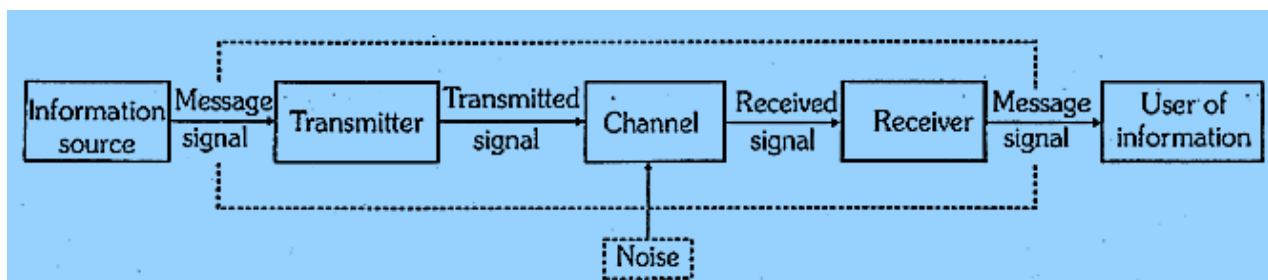 Information
source
Message
signal
Transmitter
Transmitted
signal
Channel
Received
signal
Receiver
Message
signal
User of
information
Noise